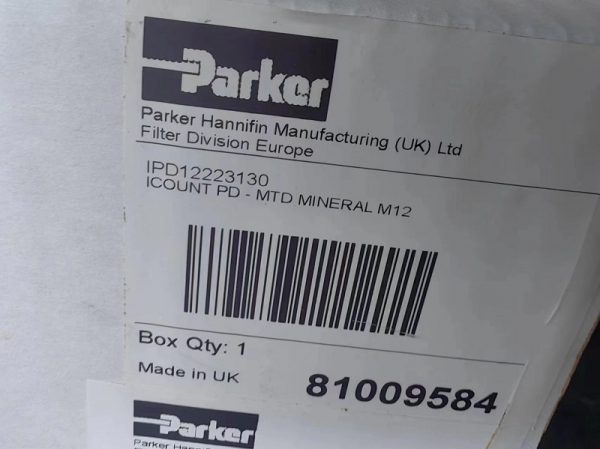 Parker
Parker Hannifin Manufacturing (UK) Ltd
Filter Division Europe
IPD12223130
ICOUNT PD - MTD MINERAL M12
Box Qty: 1
Made in UK
81009584
Parker
Parker